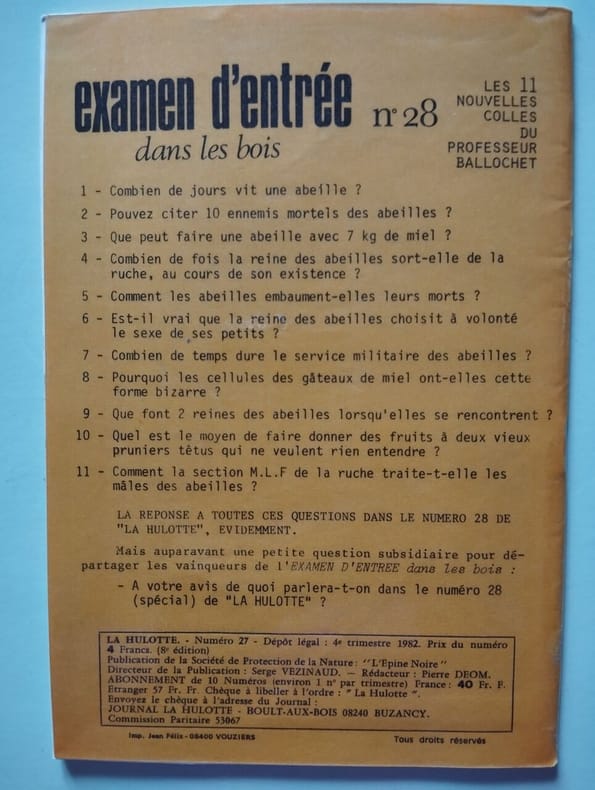 examen d'entrée
dans les bois
n° 28
LES 11
NOUVELLES
COLLES
DU
PROFESSEUR
BALLOCHET
1 - Combien de jours vit une abeille ?
2 - Pouvez citer 10 ennemis mortels des abeilles ?
3 - Que peut faire une abeille avec 7 kg de miel ?
4 - Combien de fois la reine des abeilles sort-elle de la
ruche, au cours de son existence ?
5 - Comment les abeilles embaument-elles leurs morts ?
6 - Est-il vrai que la reine des abeilles choisit à volonté
le sexe de ses petits ?
7 - Combien de temps dure le service militaire des abeilles ?
8 - Pourquoi les cellules des gâteaux de miel ont-elles cette
forme bizarre ?
9 - Que font 2 reines des abeilles lorsqu'elles se rencontrent ?
10 - Quel est le moyen de faire donner des fruits à deux vieux
pruniers têtus qui ne veulent rien entendre ?
11 - Comment la section M.L.F de la ruche traite-t-elle les
mâles des abeilles ?
LA REPONSE A TOUTES CES QUESTIONS DANS LE NUMERO 28 DE
"LA HULOTTE", EVIDEMMENT.
Mais auparavant une petite question subsidiaire pour dé-
partager les vainqueurs de l'EXAMEN D'ENTREE dans les bois :
- A votre avis de quoi parlera-t-on dans le numéro 28
(spécial) de "LA HULOTTE" ?
LA HULOTTE. - Numéro 27 - Dépôt légal : 4e trimestre 1982. Prix du numéro
4 Francs. (8e édition)
Publication de la Société de Protection de la Nature : "L'Epine Noire"
Directeur de la Publication : Serge VEZINAUD. — Rédacteur : Pierre DEOM.
ABONNEMENT de 10 Numéros (environ 1 n° par trimestre) France : 40 Fr. F.
Etranger 57 Fr. Fr. Chèque à libeller à l'ordre : " La Hulotte ".
Envoyez le chèque à l'adresse du Journal :
JOURNAL LA HULOTTE - BOULT-AUX-BOIS 08240 BUZANCY.
Commission Paritaire 53067
Imp. Jean Félix - 08400 VOUZIERS
Tous droits réservés